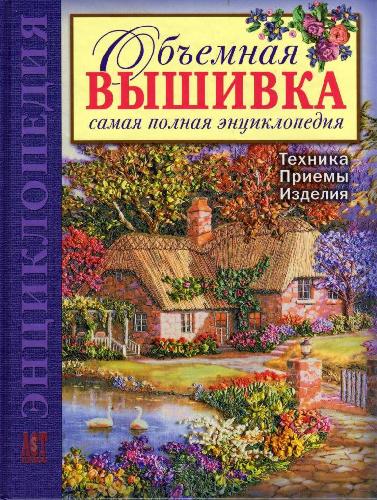 Объемная
ВЫШИВКА
самая полная энциклопедия
Техника
Приемы
Изделия
ЭНЦИКЛОПЕДИЯ
АСТ